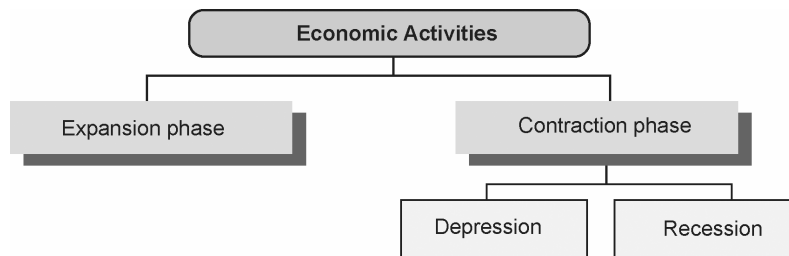 Economic Activities
Expansion phase
Contraction phase
Depression
Recession